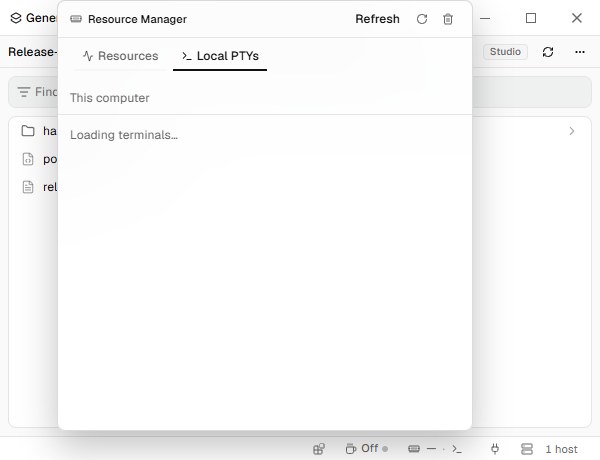 Gener
Resource Manager
Refresh
Release-
Resources
Local PTYs
Studio
Find
This computer
ha
Loading terminals...
po
rel
Off
1 host